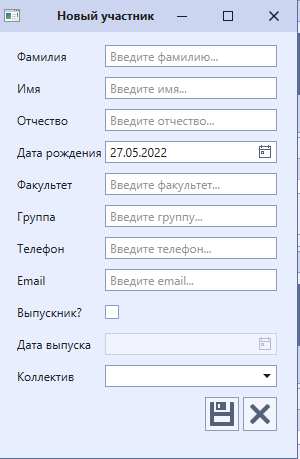 Новый участник
Фамилия Введите фамилию...
Имя Введите имя...
Отчество Введите отчество...
Дата рождения 27.05.2022
Факультет Введите факультет...
Группа Введите группу...
Телефон Введите телефон...
Email Введите email...
Выпускник?
Дата выпуска
Коллектив